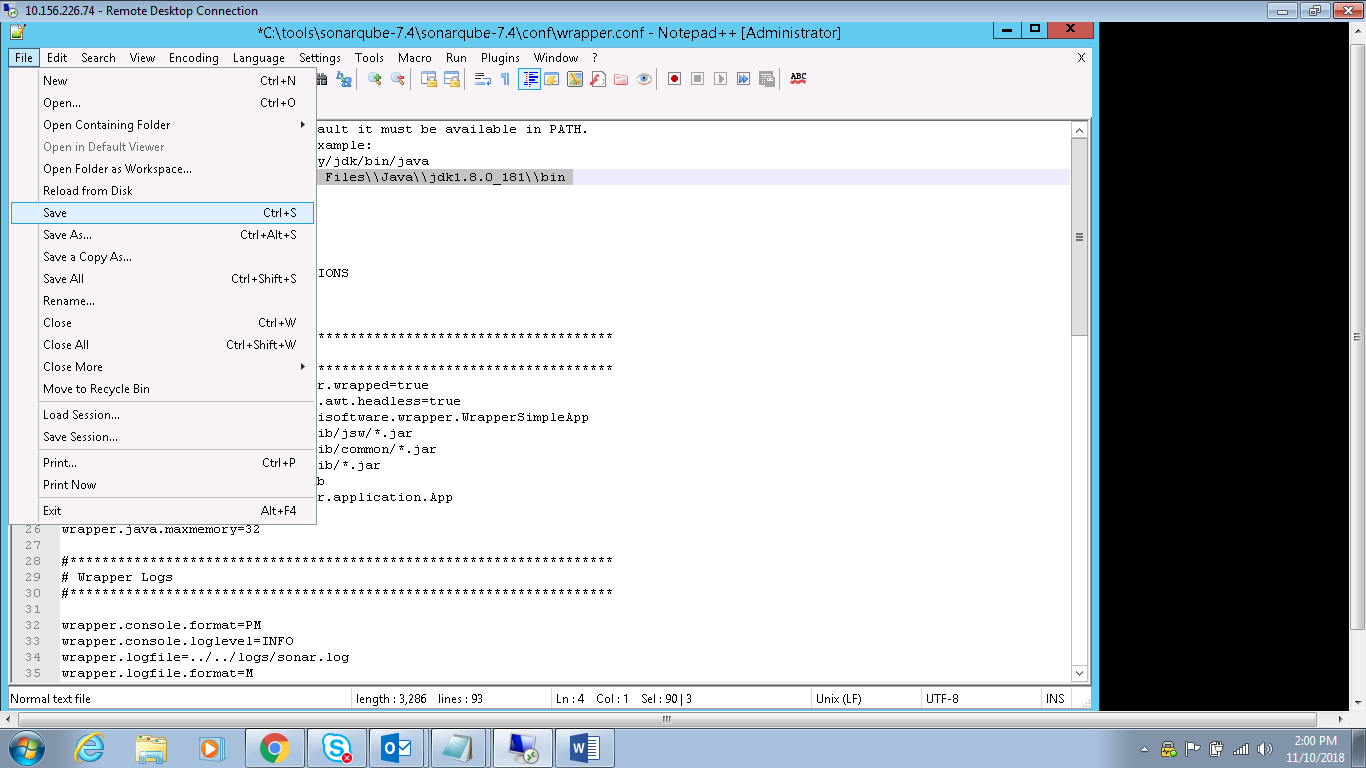 10.156.226.74 - Remote Desktop Connection
*C:\tools\sonarqube-7.4\sonarqube-7.4\conf\wrapper.conf - Notepad++ [Administrator]
File Edit Search View Encoding Language Settings Tools Macro Run Plugins Window ? X
ABC
New Ctrl+N
Open... Ctrl+O
Open Containing Folder
Open in Default Viewer
Open Folder as Workspace...
Reload from Disk
Save Ctrl+S
Save As... Ctrl+Alt+S
Save a Copy As...
Save All Ctrl+Shift+S
Rename...
Close Ctrl+W
Close All Ctrl+Shift+W
Close More
Move to Recycle Bin
Load Session...
Save Session...
Print... Ctrl+P
Print Now
Exit Alt+F4
ault it must be available in PATH.
xample:
y/jdk/bin/java
Files\\Java\\jdk1.8.0_181\\bin
IONS
*************************************
*************************************
r.wrapped=true
.awt.headless=true
isoftware.wrapper.WrapperSimpleApp
ib/jsw/*.jar
ib/common/*.jar
ib/*.jar
b
r.application.App
26 wrapper.java.maxmemory=32
27
28 #********************************************************************
29 # Wrapper Logs
30 #********************************************************************
31
32 wrapper.console.format=PM
33 wrapper.console.loglevel=INFO
34 wrapper.logfile=../../logs/sonar.log
35 wrapper.logfile.format=M
Normal text file length : 3,286 lines : 93 Ln : 4 Col : 1 Sel : 90 | 3 Unix (LF) UTF-8 INS
2:00 PM
11/10/2018